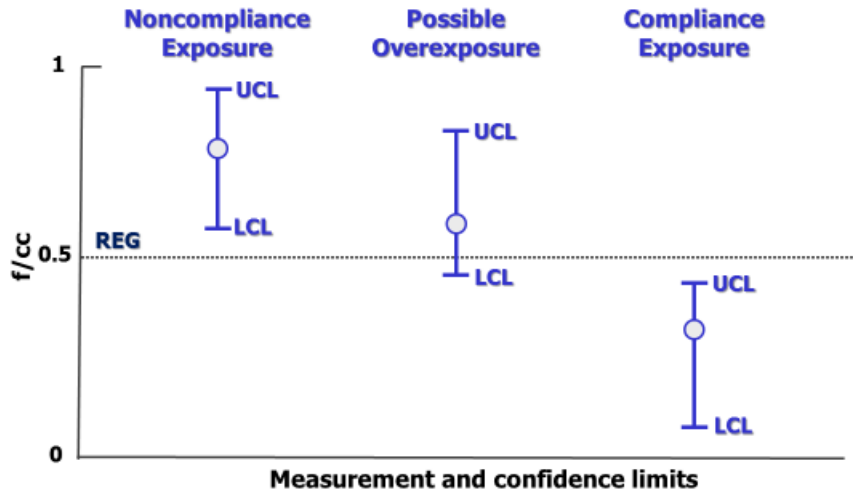 Noncompliance
Exposure
Possible
Overexposure
Compliance
Exposure
1
UCL
UCL
LCL
REG
f/cc
0.5
LCL
UCL
LCL
0
Measurement and confidence limits